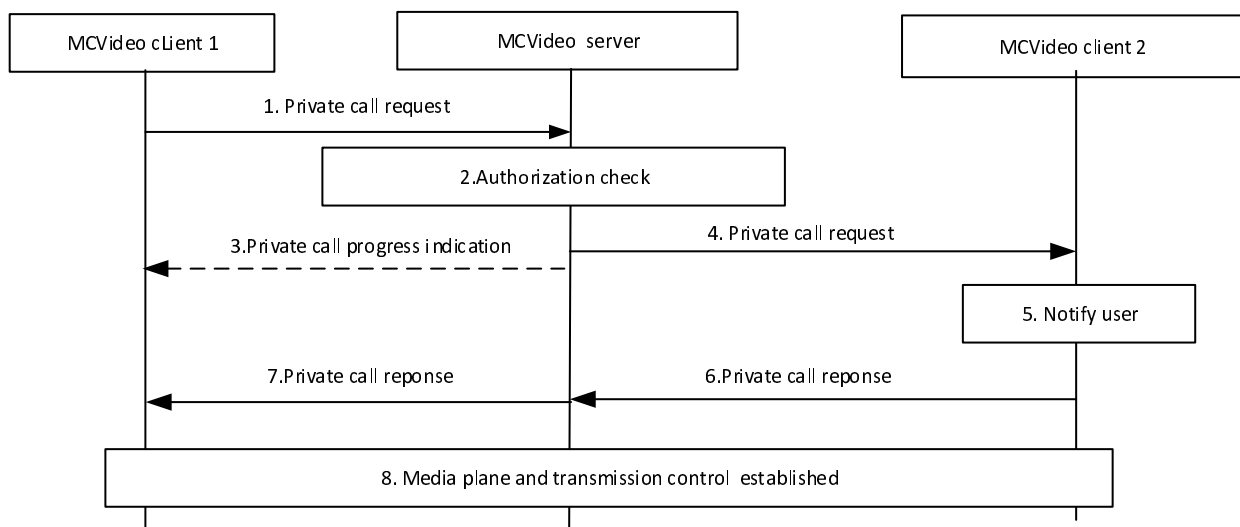 MCVideo cLient 1
MCVideo server
MCVideo client 2
1. Private call request
2.Authorization check
3.Private call progress indication
4. Private call request
5. Notify user
7.Private call reponse
6.Private call reponse
8. Media plane and transmission control established